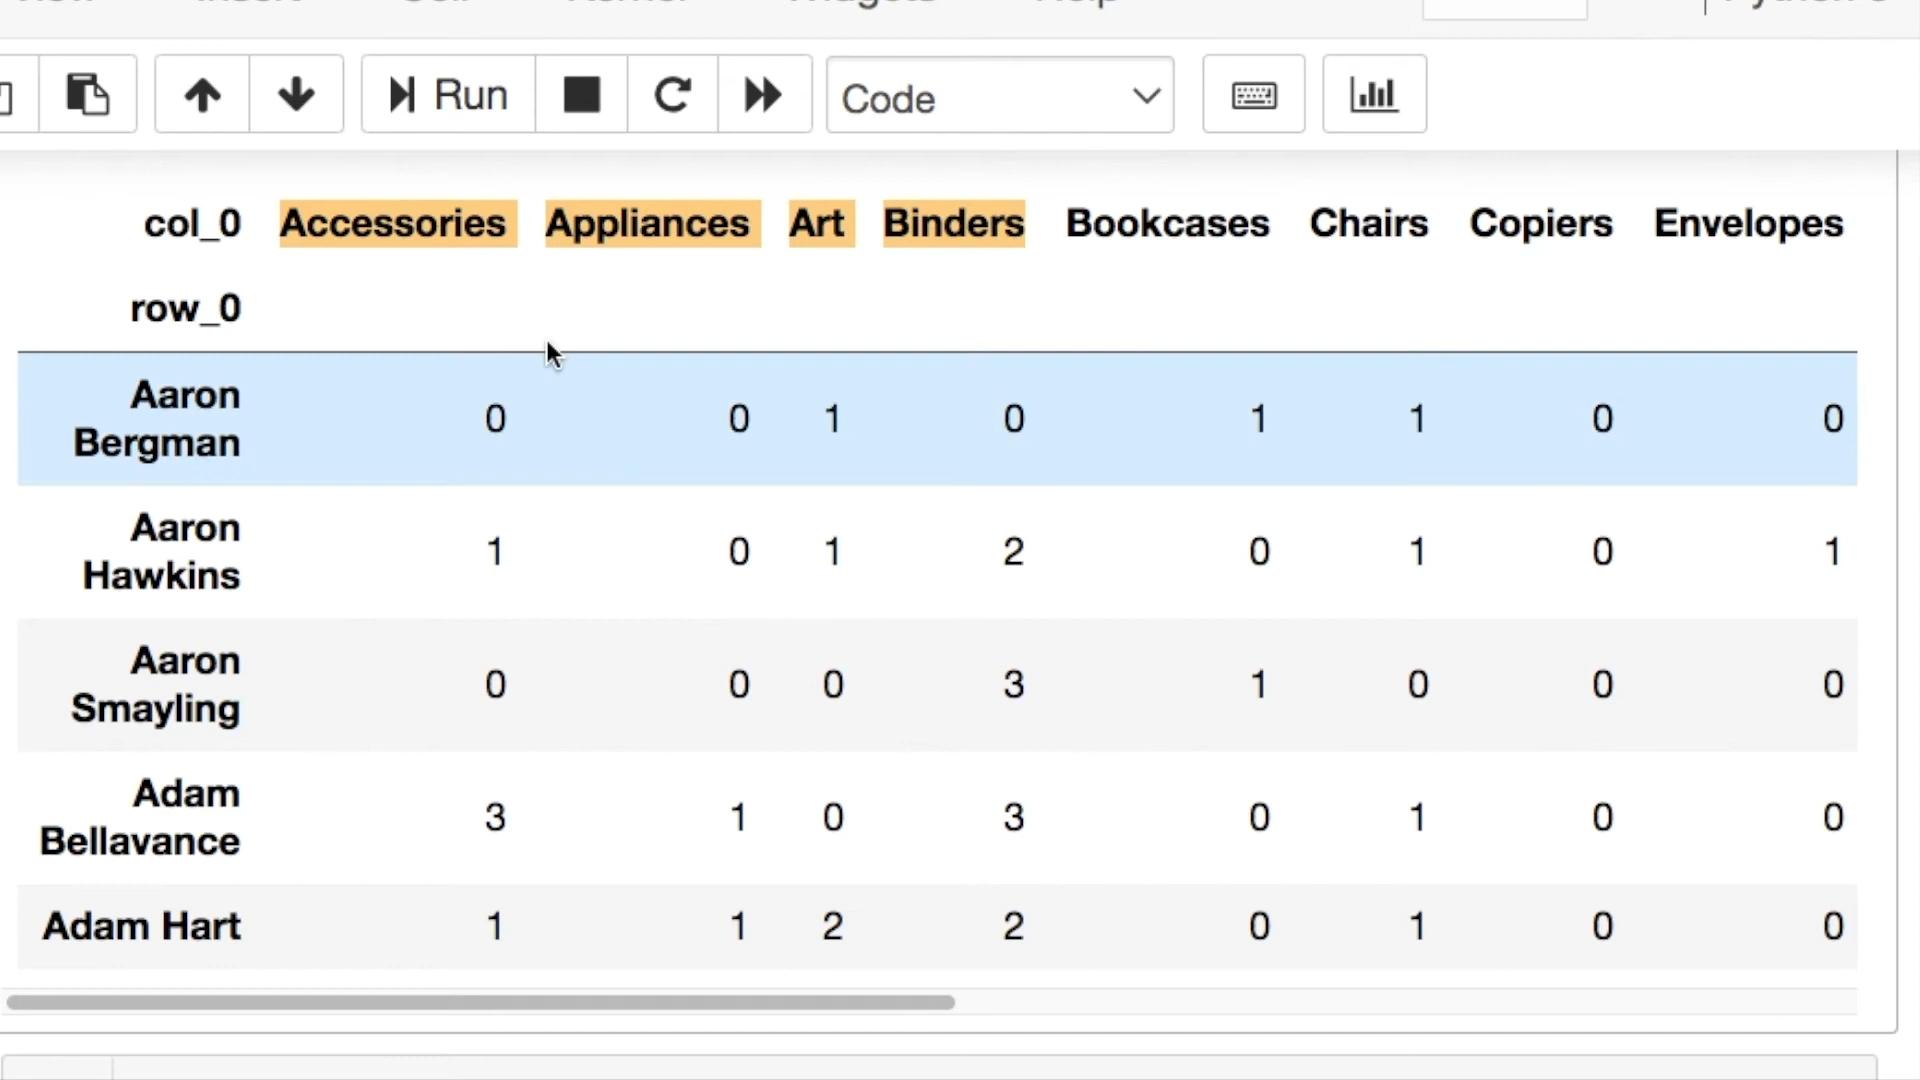 Run Code
col_0 Accessories Appliances Art Binders Bookcases Chairs Copiers Envelopes
row_0
Aaron
Bergman 0 0 1 0 1 1 0 0
Aaron
Hawkins 1 0 1 2 0 1 0 1
Aaron
Smayling 0 0 0 3 1 0 0 0
Adam
Bellavance 3 1 0 3 0 1 0 0
Adam Hart 1 1 2 2 0 1 0 0